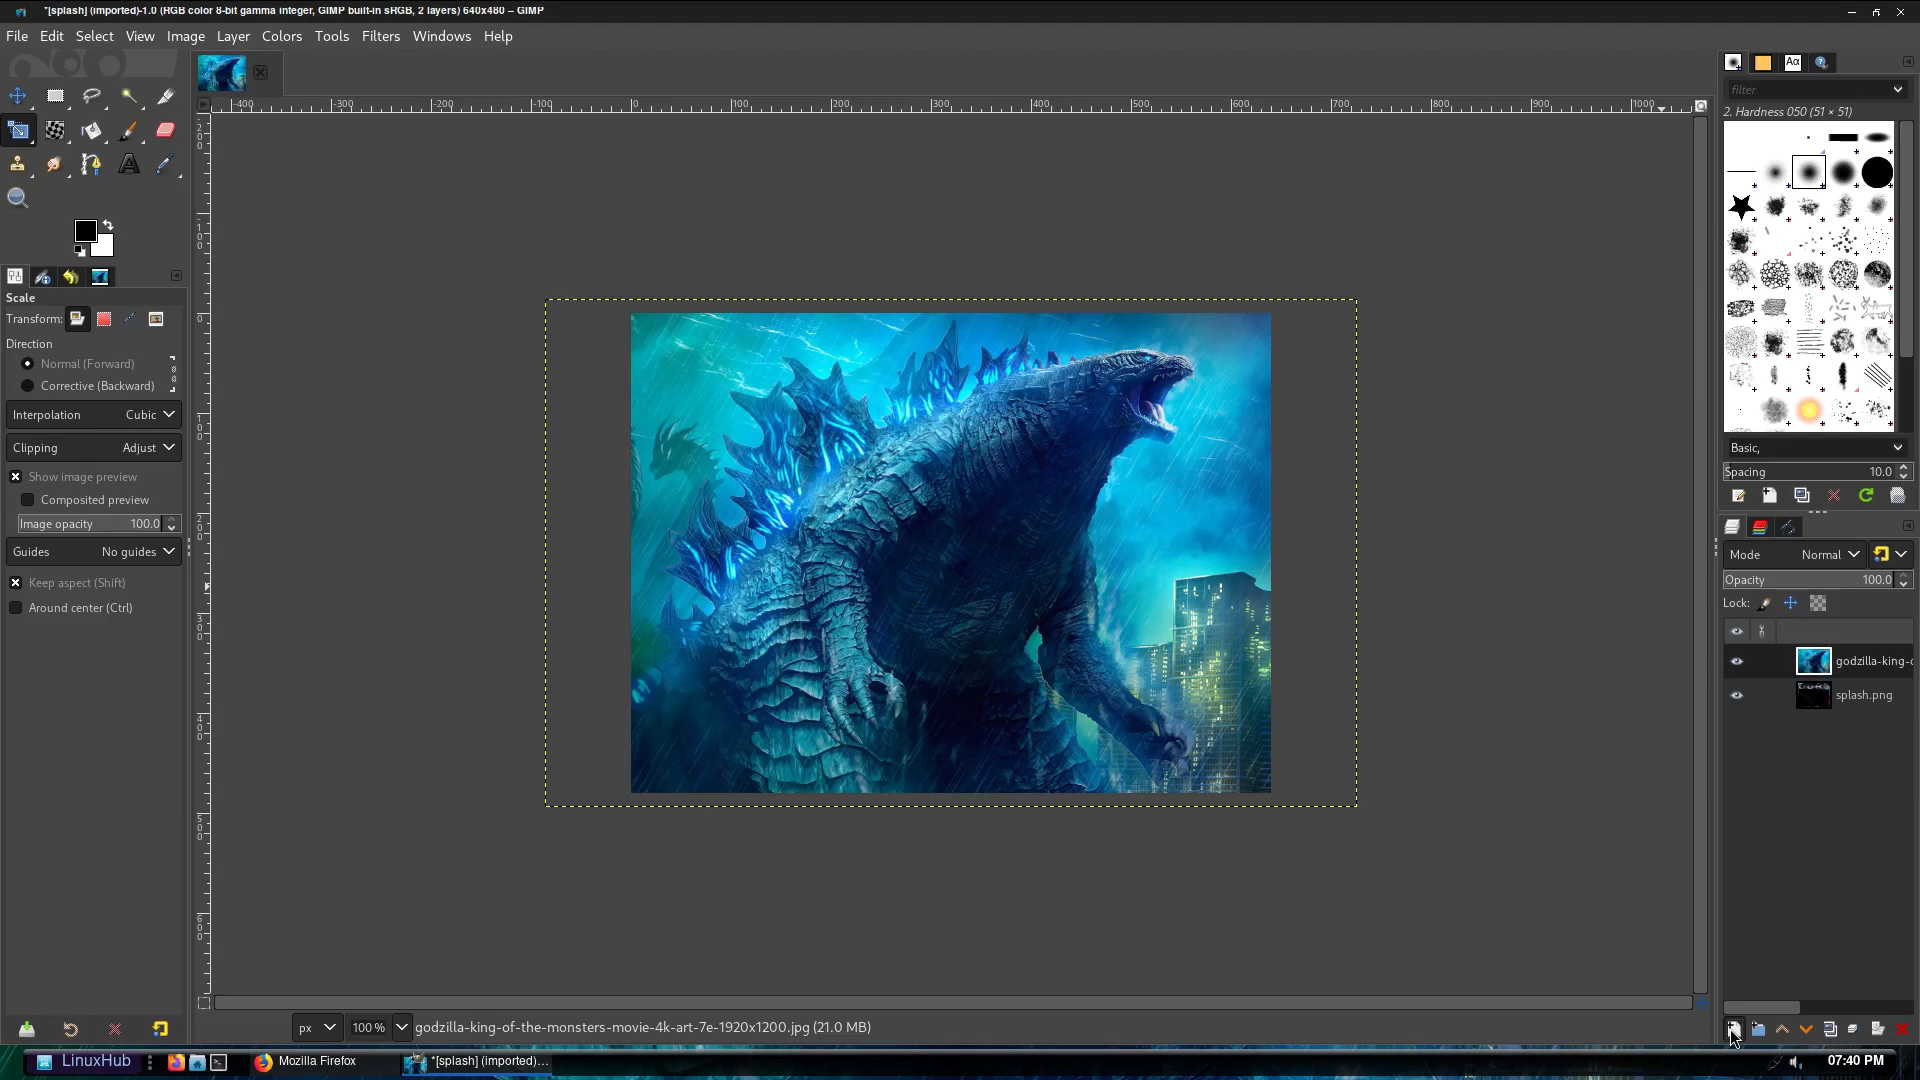 *[splash] (imported)-1.0 (RGB color 8-bit gamma integer, GIMP built-in sRGB, 2 layers) 640x480 – GIMP
File Edit Select View Image Layer Colors Tools Filters Windows Help
-400 -300 -200 -100 0 100 200 300 400 500 600 700 800 900 1000
filter
2. Hardness 050 (51 × 51)
Scale
Transform:
Direction
Normal (Forward)
Corrective (Backward)
Interpolation Cubic
Clipping Adjust
Show image preview
Composited preview
Image opacity 100.0
Guides No guides
Keep aspect (Shift)
Around center (Ctrl)
Basic,
Spacing 10.0
Mode Normal
Opacity 100.0
Lock:
godzilla-king-
splash.png
px 100 % godzilla-king-of-the-monsters-movie-4k-art-7e-1920x1200.jpg (21.0 MB)
LinuxHub Mozilla Firefox *[splash] (imported)... 07:40 PM